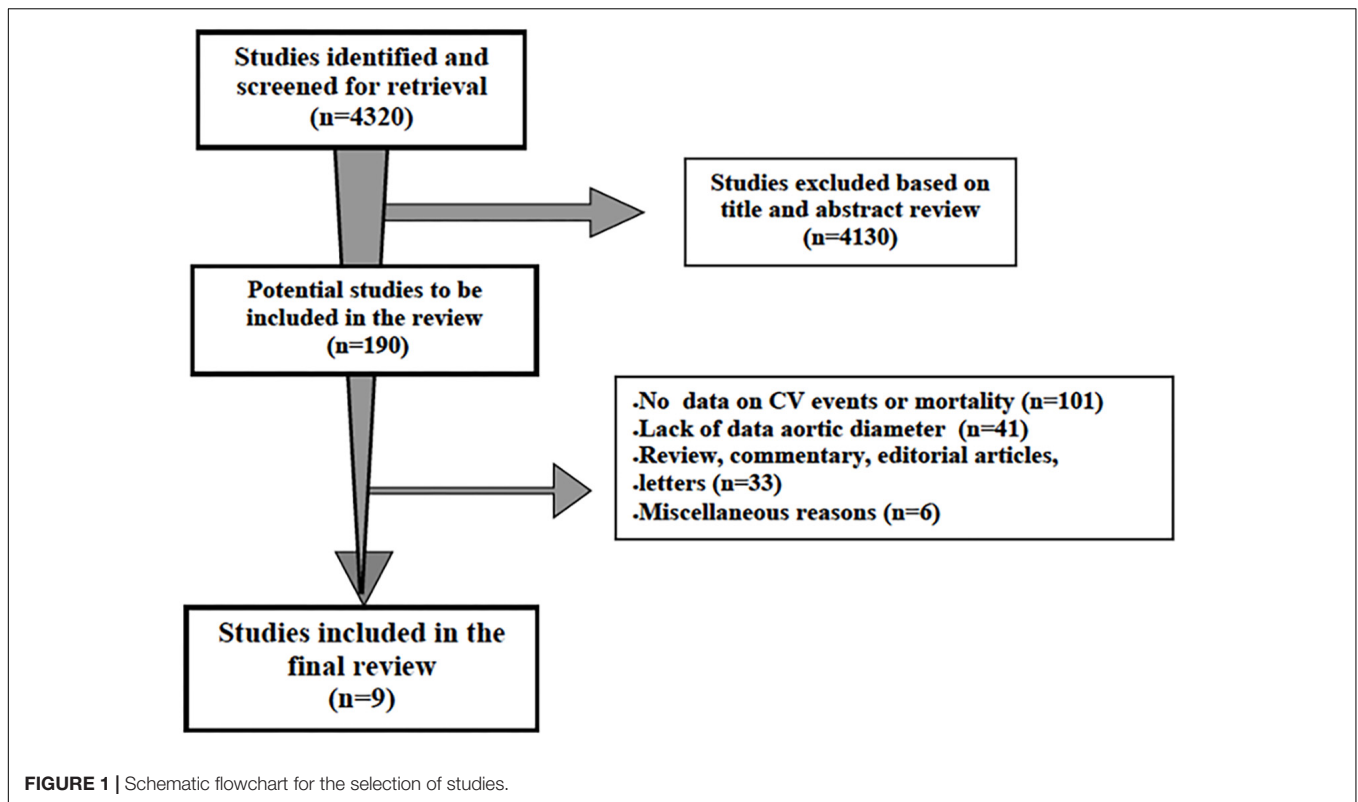 Studies identified and
screened for retrieval
(n=4320)
Studies excluded based on
title and abstract review
(n=4130)
Potential studies to be
included in the review
(n=190)
.No data on CV events or mortality (n=101)
.Lack of data aortic diameter (n=41)
.Review, commentary, editorial articles,
.letters (n=33)
.Miscellaneous reasons (n=6)
Studies included in the
final review
(n=9)
FIGURE 1 | Schematic flowchart for the selection of studies.